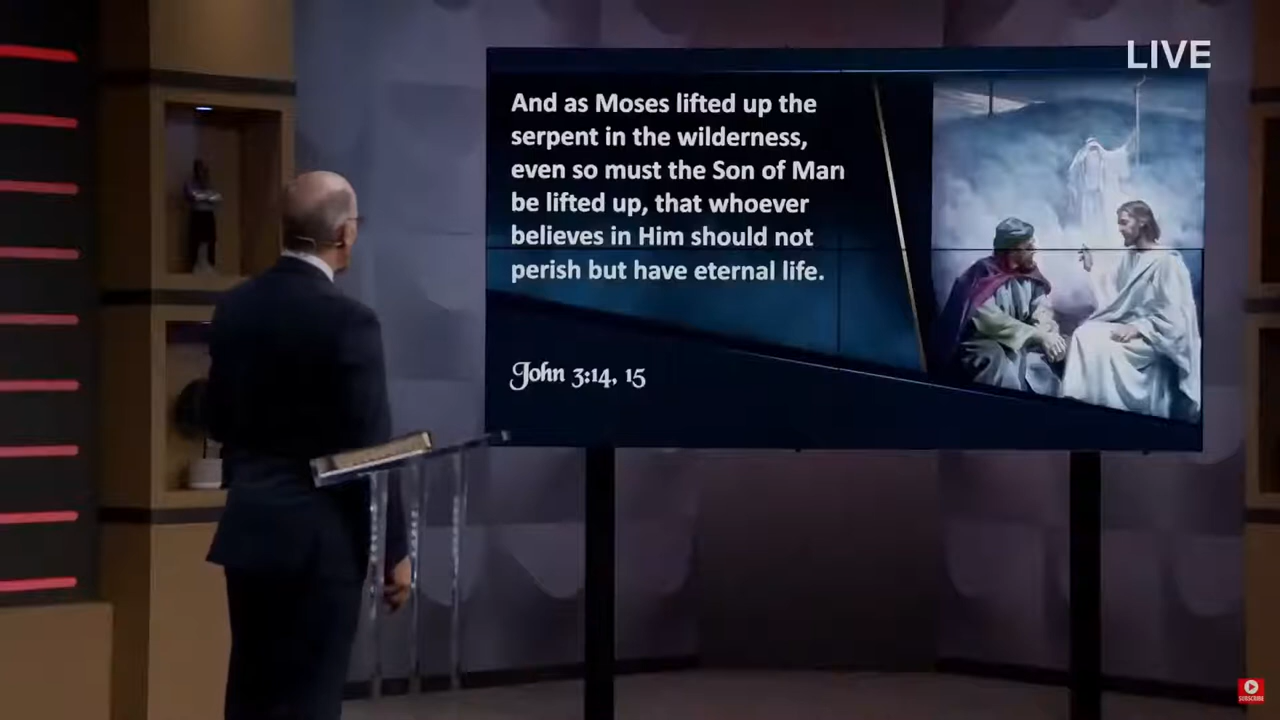 LIVE
And as Moses lifted up the
serpent in the wilderness,
even so must the Son of Man
be lifted up, that whoever
believes in Him should not
perish but have eternal life.
John 3:14, 15
SUBSCRIBE